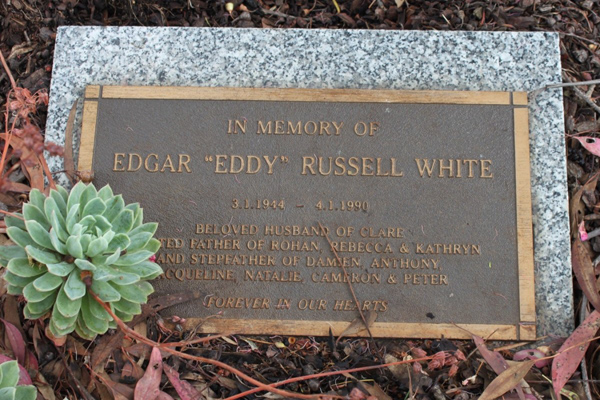 IN MEMORY OF
EDGAR "EDDY" RUSSELL WHITE
3.1.1944 - 4.1.1990
BELOVED HUSBAND OF CLARE
FATHER OF ROHAN, REBECCA & KATHRYN
AND STEPFATHER OF DAMIEN, ANTHONY,
NATALIE, CAMERON & PETER
FOREVER IN OUR HEARTS